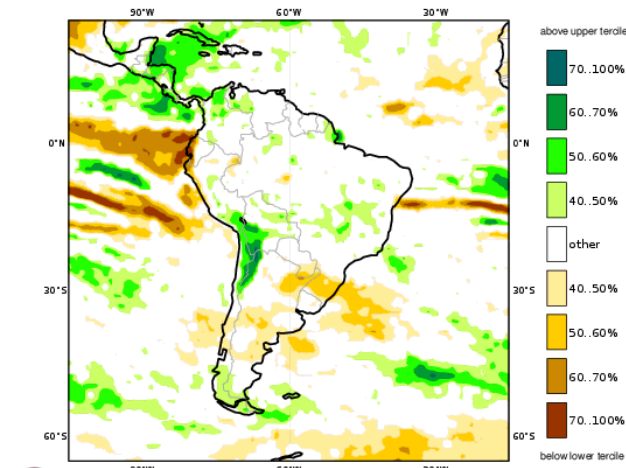 90°W 60°W 30°W
above upper tercile
70..100%
60..70%
50..60%
40..50%
other
40..50%
50..60%
60..70%
70..100%
below lower tercile
0°N 0°N
30°S 30°S
60°S 60°S